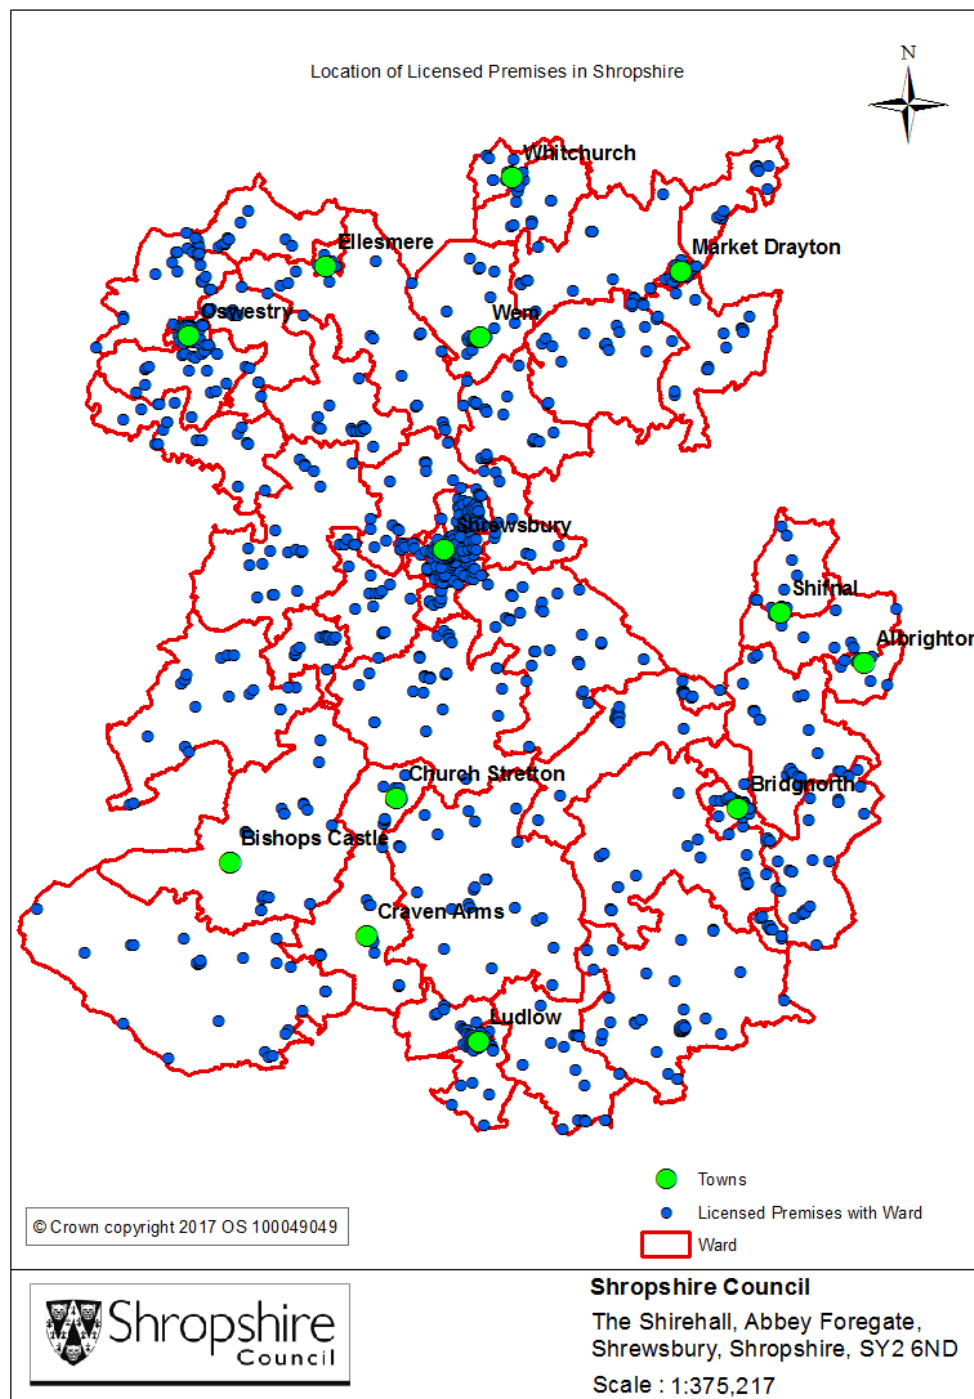 Location of Licensed Premises in Shropshire
N
Whitchurch
Ellesmere
Market Drayton
Oswestry
Wem
Shrewsbury
Shifnal
Albrighton
Church Stretton
Bridgnorth
Bishops Castle
Craven Arms
Ludlow
Towns
Licensed Premises with Ward
Ward
© Crown copyright 2017 OS 100049049
Shropshire
Council
Shropshire Council
The Shirehall, Abbey Foregate,
Shrewsbury, Shropshire, SY2 6ND
Scale : 1:375,217